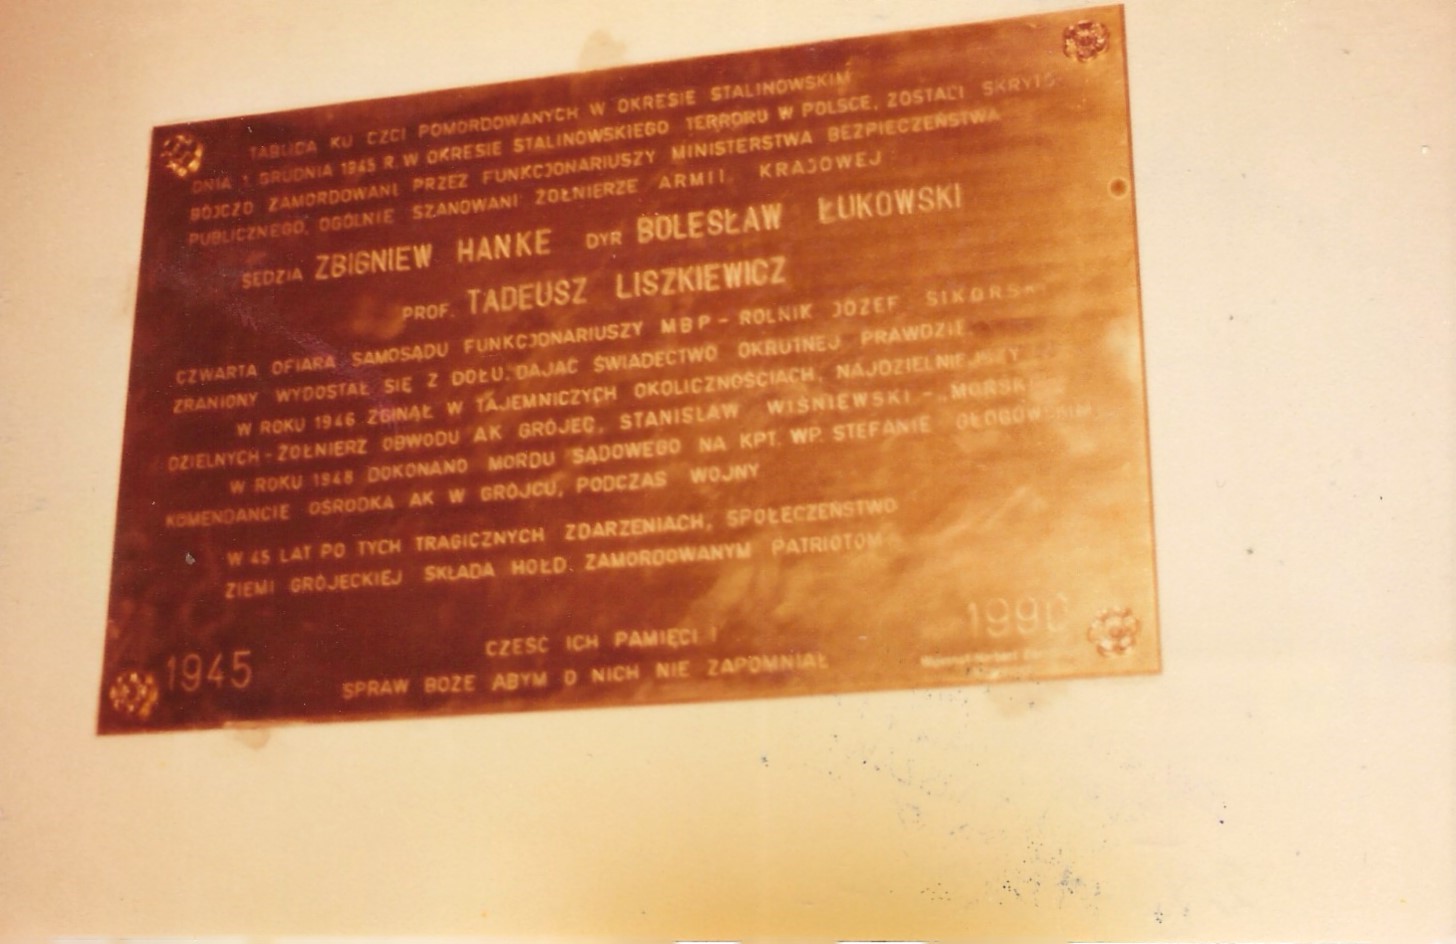 TABLICA KU CZCI POMORDOWANYCH W OKRESIE STALINOWSKIM
DNIA 1 GRUDNIA 1945 R. W OKRESIE STALINOWSKIEGO TERRORU W POLSCE, ZOSTALI SKRYTO-
BÓJCZO ZAMORDOWANI PRZEZ FUNKCJONARIUSZY MINISTERSTWA BEZPIECZEŃSTWA
PUBLICZNEGO, OGÓLNIE SZANOWANI ŻOŁNIERZE ARMII KRAJOWEJ
SĘDZIA ZBIGNIEW HANKE DYR BOLESŁAW ŁUKOWSKI
PROF. TADEUSZ LISZKIEWICZ
CZWARTA OFIARA SAMOSĄDU FUNKCJONARIUSZY MBP - ROLNIK JÓZEF SIKORSKI
ZRANIONY WYDOSTAŁ SIĘ Z DOŁU, DAJĄC ŚWIADECTWO OKRUTNEJ PRAWDZIE
W ROKU 1946 ZGINĄŁ W TAJEMNICZYCH OKOLICZNOŚCIACH, NAJDZIELNIEJSZY
DZIELNYCH - ŻOŁNIERZ OBWODU AK GRÓJEC, STANISŁAW WIŚNIEWSKI - „MORSKI
W ROKU 1948 DOKONANO MORDU SĄDOWEGO NA KPT. WP. STEFANIE GŁOGOWSKIM
KOMENDANCIE OŚRODKA AK W GRÓJCU, PODCZAS WOJNY
W 45 LAT PO TYCH TRAGICZNYCH ZDARZENIACH, SPOŁECZEŃSTWO
ZIEMI GRÓJECKIEJ SKŁADA HOŁD ZAMORDOWANYM PATRIOTOM
CZEŚĆ ICH PAMIĘCI !
SPRAW BOŻE ABYM O NICH NIE ZAPOMNIAŁ
1945
1990